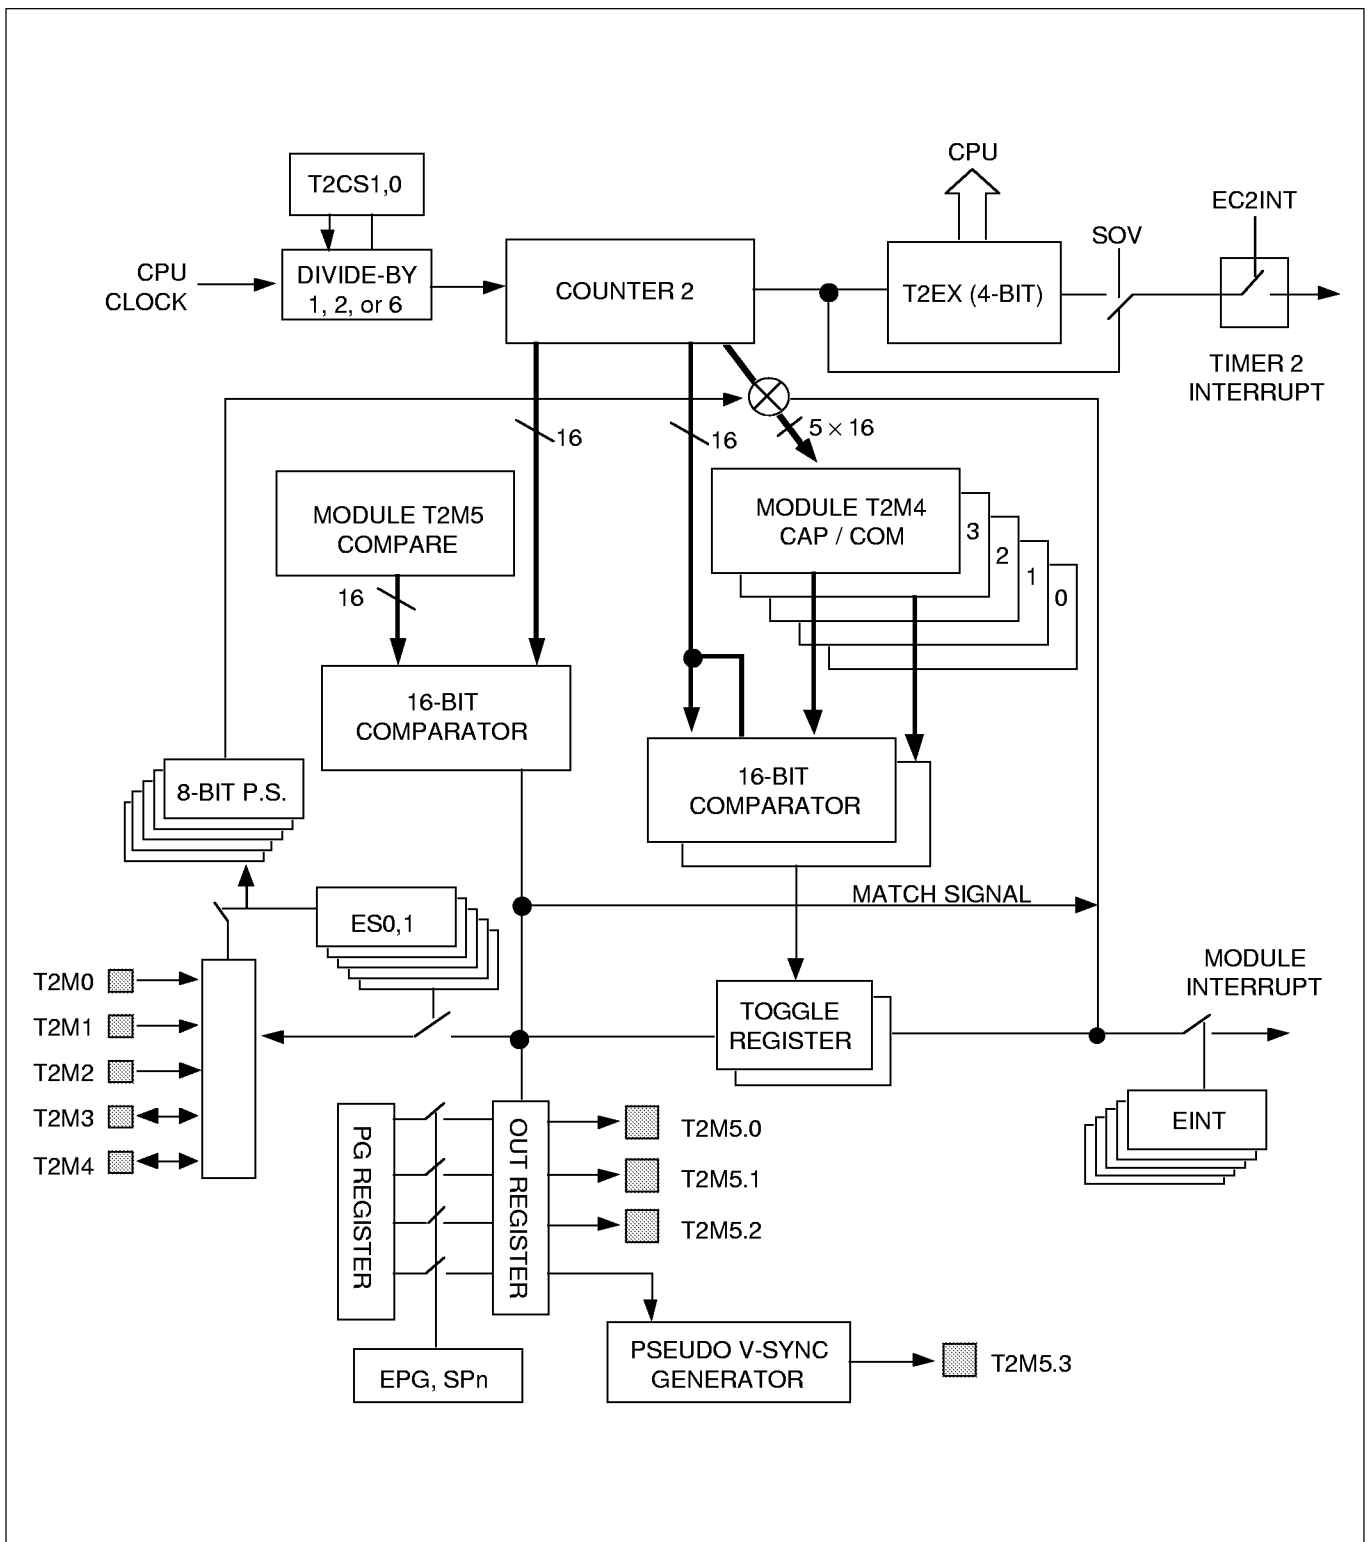 CPU
T2CS1,0
EC2INT
SOV
CPU
CLOCK
DIVIDE-BY
1, 2, or 6
COUNTER 2
T2EX (4-BIT)
TIMER 2
INTERRUPT
16
16
5 × 16
MODULE T2M5
COMPARE
MODULE T2M4
CAP / COM
3
2
1
0
16
16-BIT
COMPARATOR
16-BIT
COMPARATOR
8-BIT P.S.
MATCH SIGNAL
ES0,1
MODULE
INTERRUPT
T2M0
T2M1
T2M2
T2M3
T2M4
TOGGLE
REGISTER
EINT
PG REGISTER
OUT REGISTER
T2M5.0
T2M5.1
T2M5.2
PSEUDO V-SYNC
GENERATOR
T2M5.3
EPG, SPn